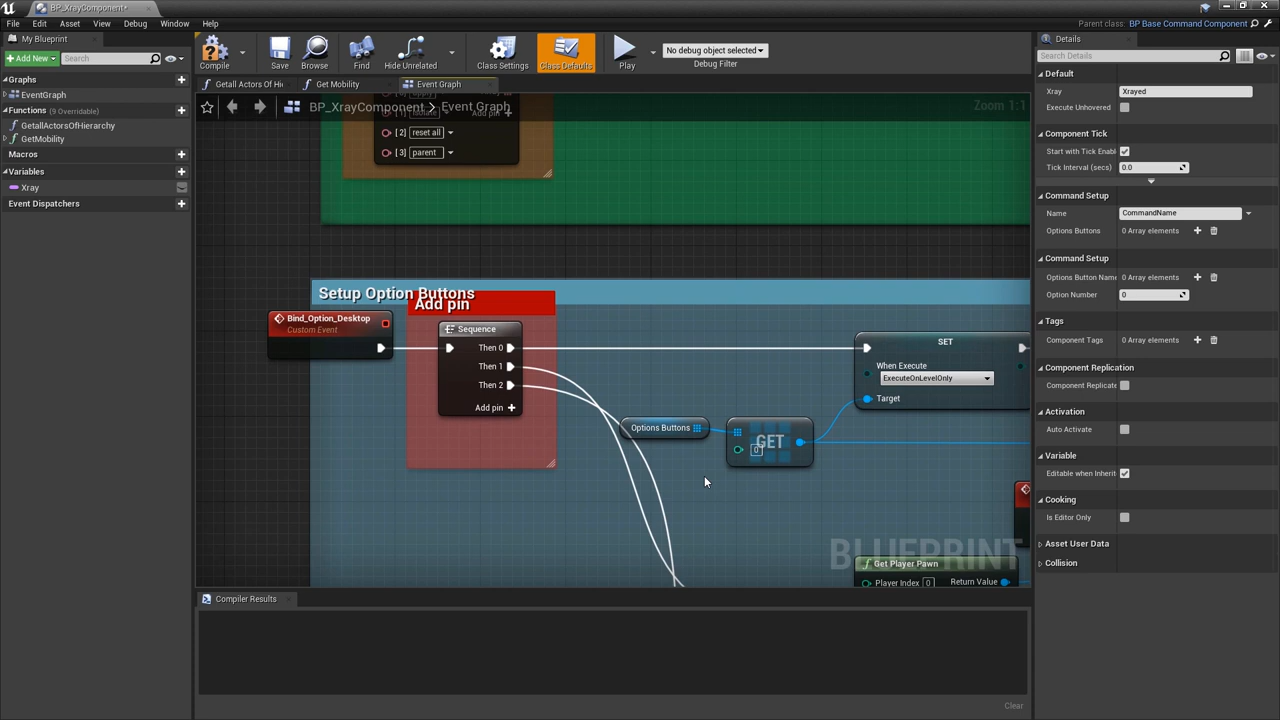 BP_XrayComponent*
File Edit Asset View Debug Window Help
Parent class: BP Base Command Component
My Blueprint
Add New
Search
Graphs
EventGraph
Functions (9 Overridable)
GetallActorsOfHierarchy
GetMobility
Macros
Variables
Xray
Event Dispatchers
Compile
Save
Browse
Find
Hide Unrelated
Class Settings
Class Defaults
Play
No debug object selected
Debug Filter
Getall Actors Of Hi
Get Mobility
Event Graph
BP_XrayComponent > Event Graph
Zoom 1:1
Add pin
[2] reset all
[3] parent
Setup Option Buttons
Add pin
Bind_Option_Desktop
Custom Event
Sequence
Then 0
Then 1
Then 2
Add pin
Options Buttons
GET
0
SET
When Execute
ExecuteOnLevelOnly
Target
BLUEPRINT
Get Player Pawn
Player Index 0 Return Value
Compiler Results
Clear
Details
Search Details
Default
Xray Xrayed
Execute Unhovered
Component Tick
Start with Tick Enabl
Tick Interval (secs) 0.0
Command Setup
Name CommandName
Options Buttons 0 Array elements
Command Setup
Options Button Name 0 Array elements
Option Number 0
Tags
Component Tags 0 Array elements
Component Replication
Component Replicate
Activation
Auto Activate
Variable
Editable when Inherit
Cooking
Is Editor Only
Asset User Data
Collision